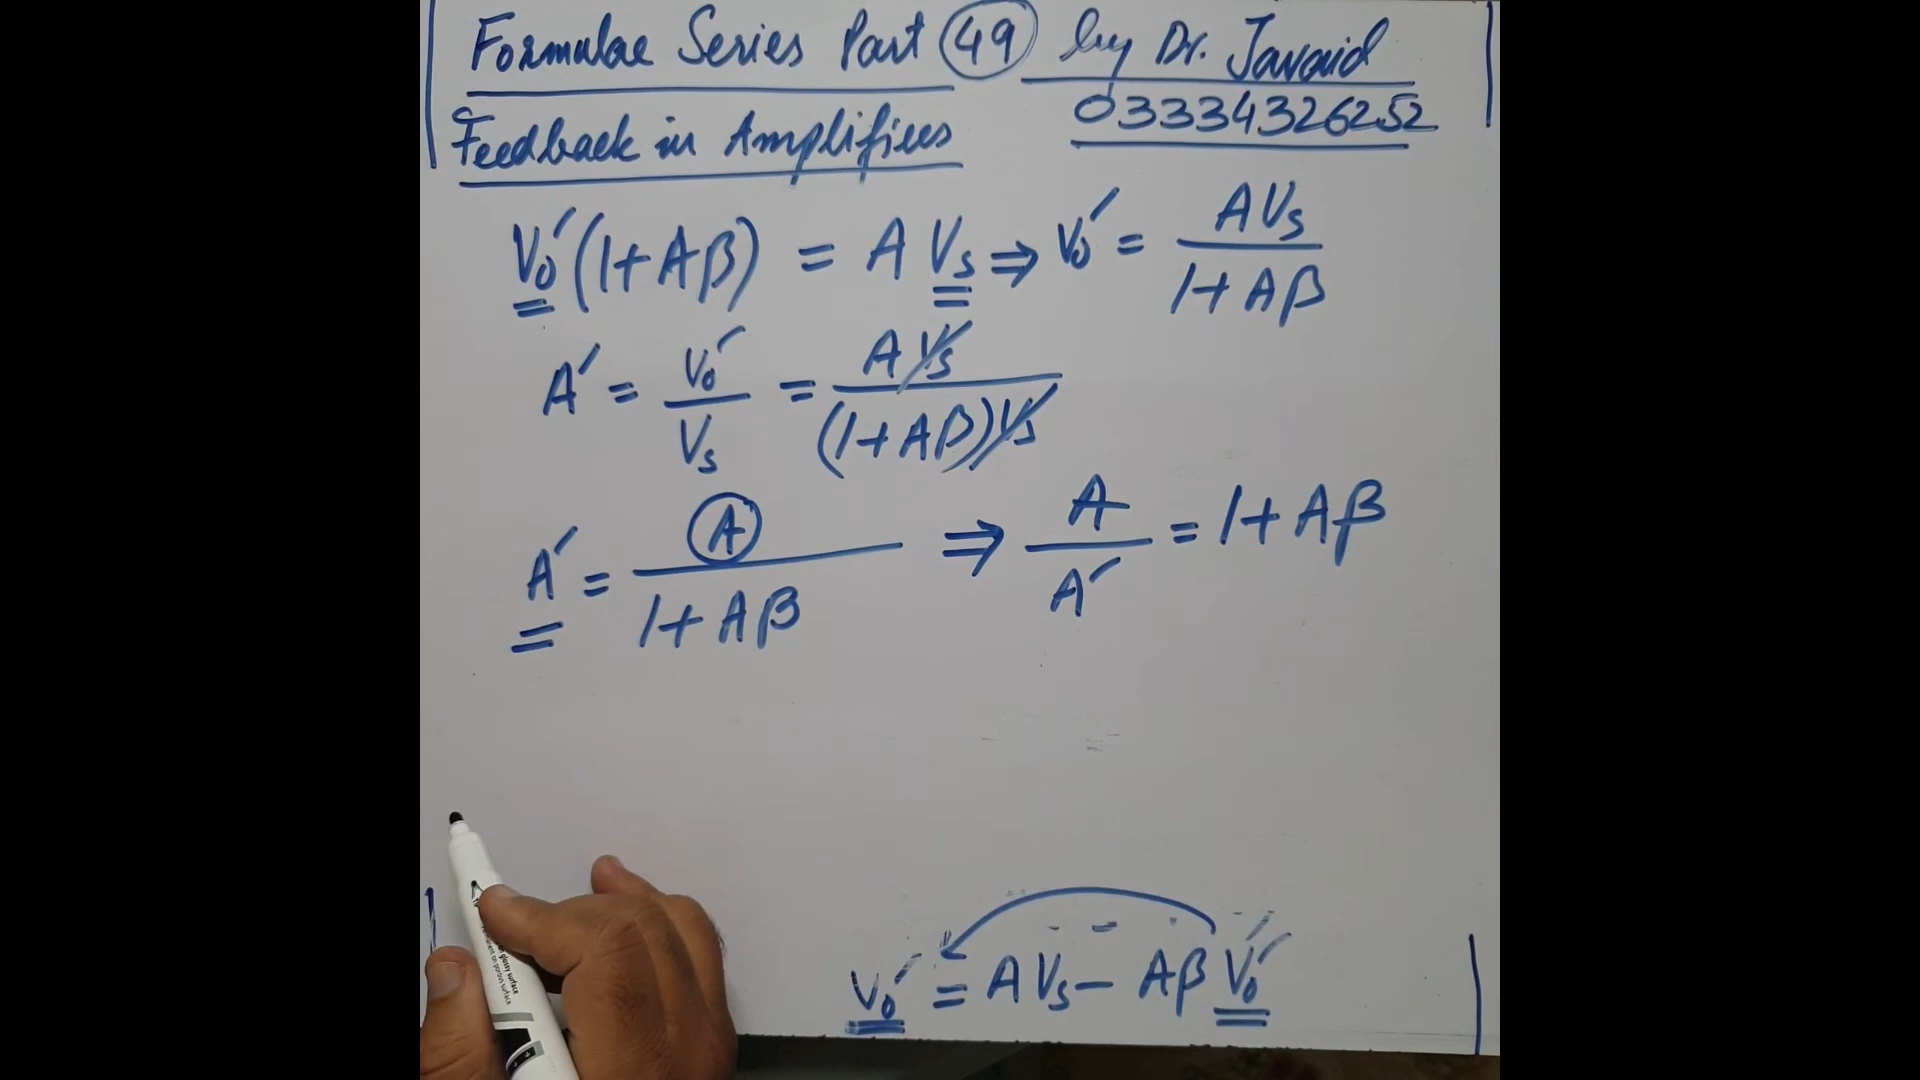 Formulae Series Part 49 by Dr. Javaid
03334326252
Feedback in Amplifiers
V₀′(1+Aβ) = A Vₛ ⇒ V₀′ = AVₛ / 1+Aβ
A′ = V₀′ / Vₛ = A Vₛ / (1+Aβ)Vₛ
A′ = A / 1+Aβ ⇒ A / A′ = 1+Aβ
V₀′ = AVₛ − Aβ V₀′